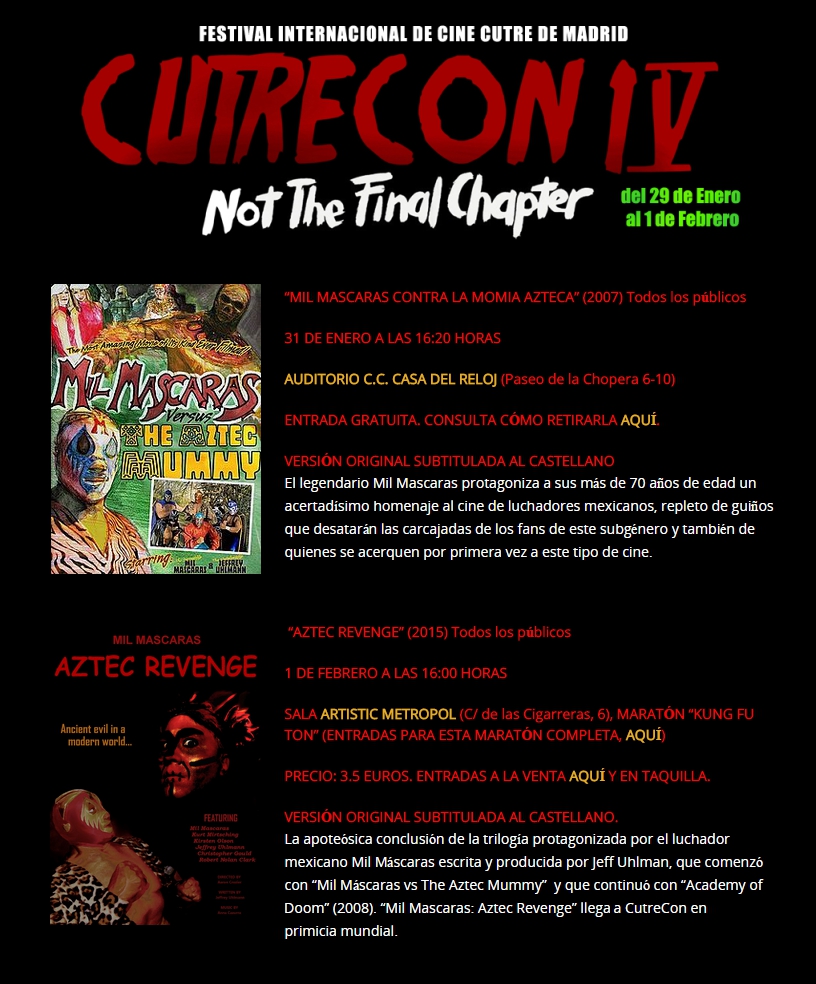 FESTIVAL INTERNACIONAL DE CINE CUTRE DE MADRID
CUTRECON IV
Not The Final Chapter
del 29 de Enero
al 1 de Febrero
The Most Amazing Movie of Its Kind Ever Filmed!
MIL MASCARAS
Versus
THE AZTEC
MUMMY
Starring:
MIL MASCARAS & JEFFREY UHLMANN
“MIL MASCARAS CONTRA LA MOMIA AZTECA” (2007) Todos los públicos
31 DE ENERO A LAS 16:20 HORAS
AUDITORIO C.C. CASA DEL RELOJ (Paseo de la Chopera 6-10)
ENTRADA GRATUITA. CONSULTA CÓMO RETIRARLA AQUÍ.
VERSIÓN ORIGINAL SUBTITULADA AL CASTELLANO
El legendario Mil Mascaras protagoniza a sus más de 70 años de edad un
acertadísimo homenaje al cine de luchadores mexicanos, repleto de guiños
que desatarán las carcajadas de los fans de este subgénero y también de
quienes se acerquen por primera vez a este tipo de cine.
MIL MASCARAS
AZTEC REVENGE
Ancient evil in a
modern world...
FEATURING
Mil Mascaras
Kurt Mirtsching
Kirsten Olson
Jeffrey Uhlmann
Christopher Gauld
Robert Nolan Clark
“AZTEC REVENGE” (2015) Todos los públicos
1 DE FEBRERO A LAS 16:00 HORAS
SALA ARTISTIC METROPOL (C/ de las Cigarreras, 6), MARATÓN “KUNG FU
TON” (ENTRADAS PARA ESTA MARATÓN COMPLETA, AQUÍ)
PRECIO: 3.5 EUROS. ENTRADAS A LA VENTA AQUÍ Y EN TAQUILLA.
VERSIÓN ORIGINAL SUBTITULADA AL CASTELLANO.
La apoteósica conclusión de la trilogía protagonizada por el luchador
mexicano Mil Máscaras escrita y producida por Jeff Uhlman, que comenzó
con “Mil Máscaras vs The Aztec Mummy” y que continuó con “Academy of
Doom” (2008). “Mil Mascaras: Aztec Revenge” llega a CutreCon en
primicia mundial.